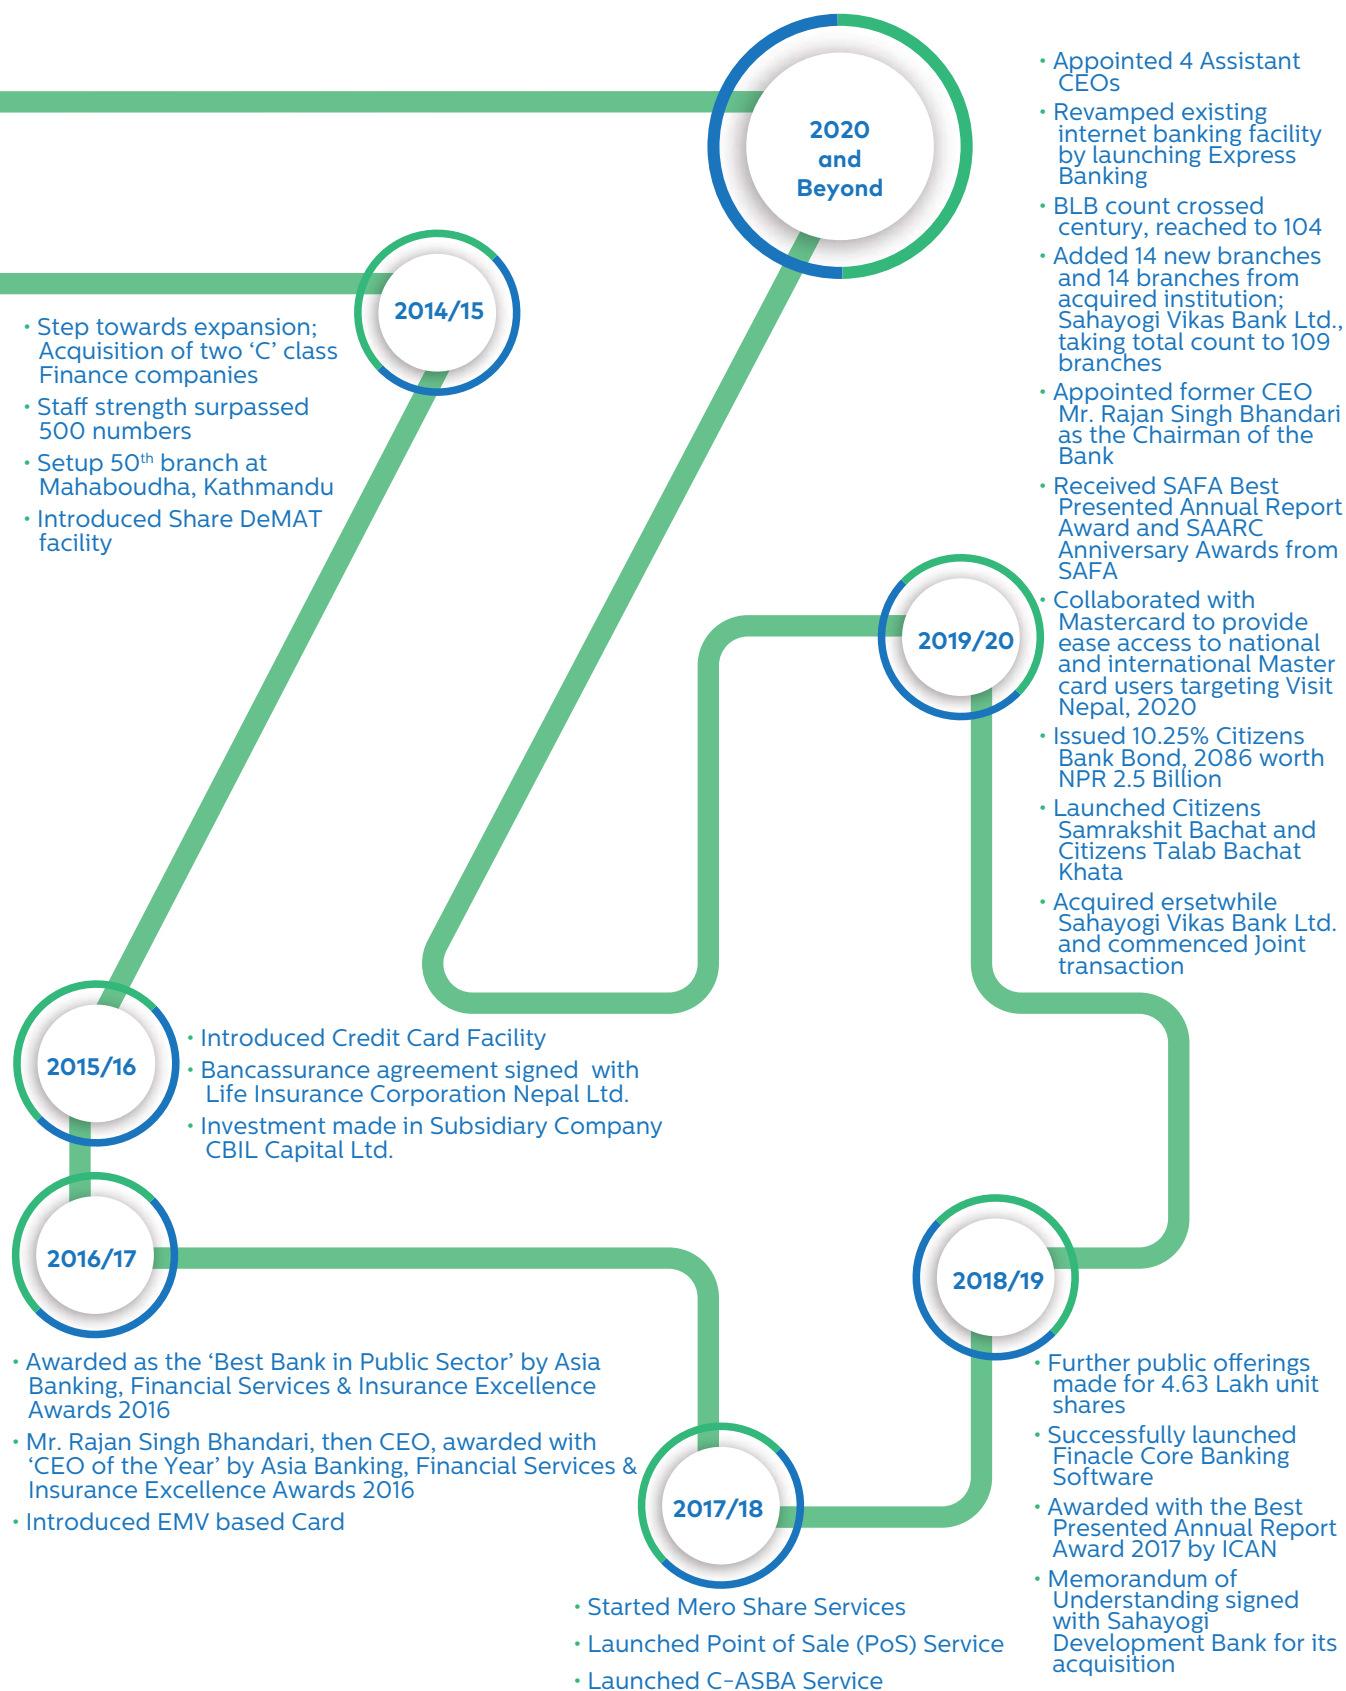 2020
and
Beyond
• Appointed 4 Assistant
CEOs
• Revamped existing
internet banking facility
by launching Express
Banking
• BLB count crossed
century, reached to 104
• Added 14 new branches
and 14 branches from
acquired institution;
Sahayogi Vikas Bank Ltd.,
taking total count to 109
branches
• Appointed former CEO
Mr. Rajan Singh Bhandari
as the Chairman of the
Bank
• Received SAFA Best
Presented Annual Report
Award and SAARC
Anniversary Awards from
SAFA
• Collaborated with
Mastercard to provide
ease access to national
and international Master
card users targeting Visit
Nepal, 2020
• Issued 10.25% Citizens
Bank Bond, 2086 worth
NPR 2.5 Billion
• Launched Citizens
Samrakshit Bachat and
Citizens Talab Bachat
Khata
• Acquired ersetwhile
Sahayogi Vikas Bank Ltd.
and commenced Joint
transaction
2014/15
• Step towards expansion;
Acquisition of two ‘C’ class
Finance companies
• Staff strength surpassed
500 numbers
• Setup 50th branch at
Mahaboudha, Kathmandu
• Introduced Share DeMAT
facility
2019/20
2015/16
• Introduced Credit Card Facility
• Bancassurance agreement signed with
Life Insurance Corporation Nepal Ltd.
• Investment made in Subsidiary Company
CBIL Capital Ltd.
2016/17
• Awarded as the ‘Best Bank in Public Sector’ by Asia
Banking, Financial Services & Insurance Excellence
Awards 2016
• Mr. Rajan Singh Bhandari, then CEO, awarded with
‘CEO of the Year’ by Asia Banking, Financial Services &
Insurance Excellence Awards 2016
• Introduced EMV based Card
2018/19
• Further public offerings
made for 4.63 Lakh unit
shares
• Successfully launched
Finacle Core Banking
Software
• Awarded with the Best
Presented Annual Report
Award 2017 by ICAN
• Memorandum of
Understanding signed
with Sahayogi
Development Bank for its
acquisition
2017/18
• Started Mero Share Services
• Launched Point of Sale (PoS) Service
• Launched C-ASBA Service